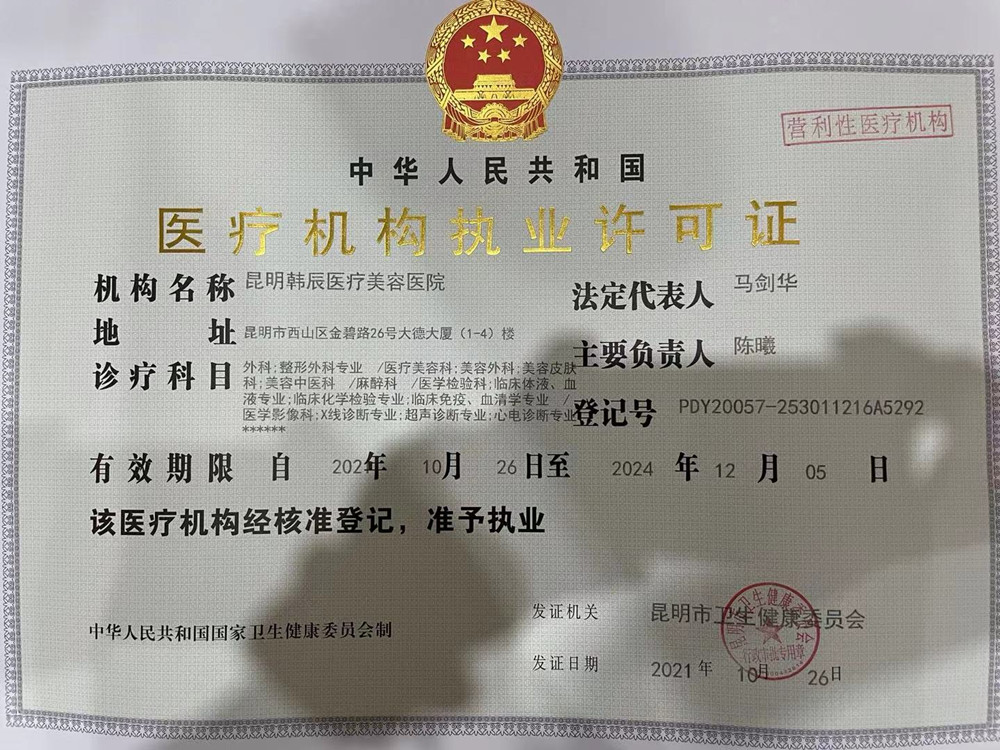 营利性医疗机构
中华人民共和国
医疗机构执业许可证
机构名称 昆明韩辰医疗美容医院
法定代表人 马剑华
地址 昆明市西山区金碧路26号大德大厦（1-4）楼
主要负责人 陈曦
诊疗科目 外科;整形外科专业 /医疗美容科;美容外科;美容皮肤
科;美容中医科 /麻醉科 /医学检验科;临床体液、血
液专业;临床化学检验专业;临床免疫、血清学专业 /
医学影像科;X线诊断专业;超声诊断专业;心电诊断专业
******
登记号 PDY20057-253011216A5292
有效期限 自 2021年 10月 26日至 2024 年 12 月 05 日
该医疗机构经核准登记，准予执业
发证机关 昆明市卫生健康委员会
中华人民共和国国家卫生健康委员会制
发证日期 2021年 10月 26日